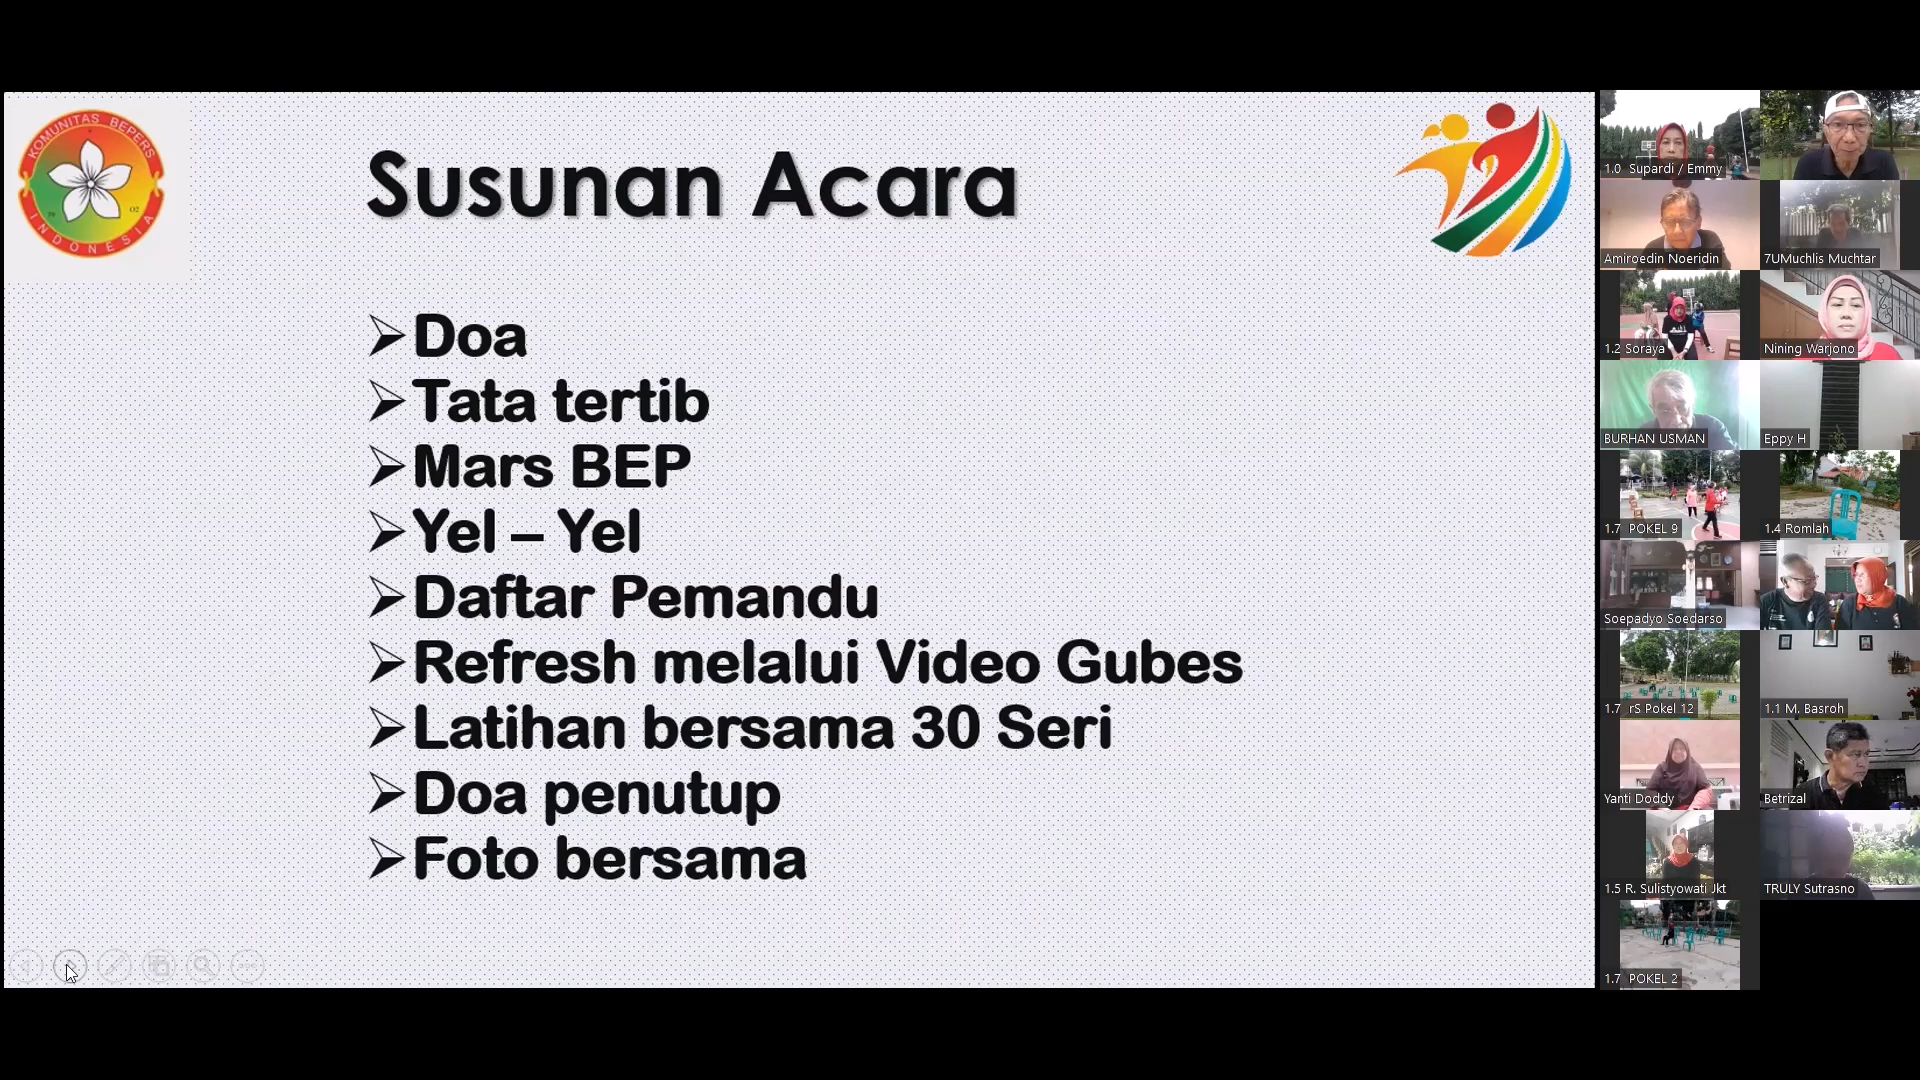 KOMUNITAS BEPERS
INDONESIA
Susunan Acara
➢Doa
➢Tata tertib
➢Mars BEP
➢Yel – Yel
➢Daftar Pemandu
➢Refresh melalui Video Gubes
➢Latihan bersama 30 Seri
➢Doa penutup
➢Foto bersama
1.0 Supardi / Emmy
Amiroedin Noeridin
7UMuchlis Muchtar
1.2 Soraya
Nining Warjono
BURHAN USMAN
Eppy H
1.7 POKEL 9
1.4 Romlah
Soepadyo Soedarso
1.7 rS Pokel 12
1.1 M. Basroh
Yanti Doddy
Betrizal
1.5 R. Sulistyowati Jkt
TRULY Sutrasno
1.7 POKEL 2